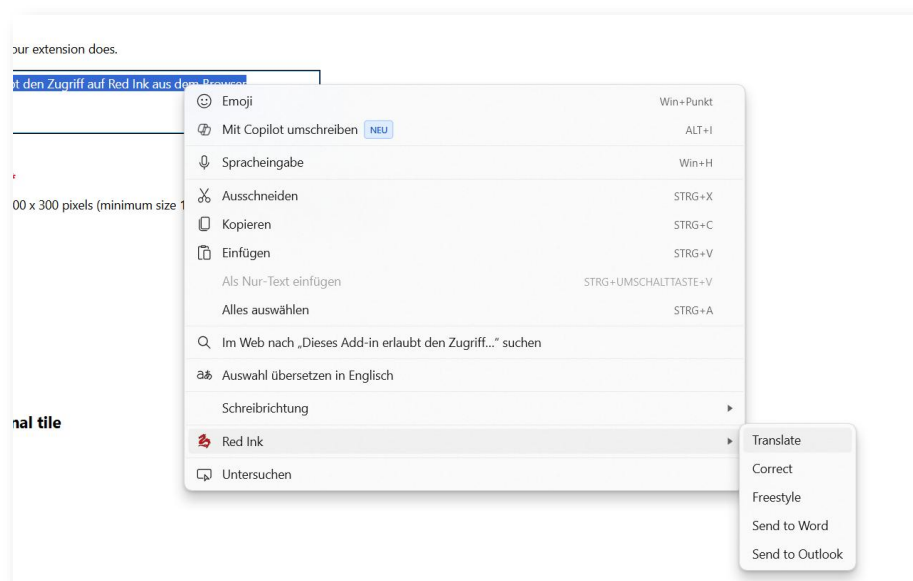 our extension does.
ot den Zugriff auf Red Ink aus dem Browser
*
00 x 300 pixels (minimum size 1
nal tile
Emoji Win+Punkt
Mit Copilot umschreiben NEU ALT+I
Spracheingabe Win+H
Ausschneiden STRG+X
Kopieren STRG+C
Einfügen STRG+V
Als Nur-Text einfügen STRG+UMSCHALTTASTE+V
Alles auswählen STRG+A
Im Web nach „Dieses Add-in erlaubt den Zugriff...“ suchen
Auswahl übersetzen in Englisch
Schreibrichtung
Red Ink
Untersuchen
Translate
Correct
Freestyle
Send to Word
Send to Outlook